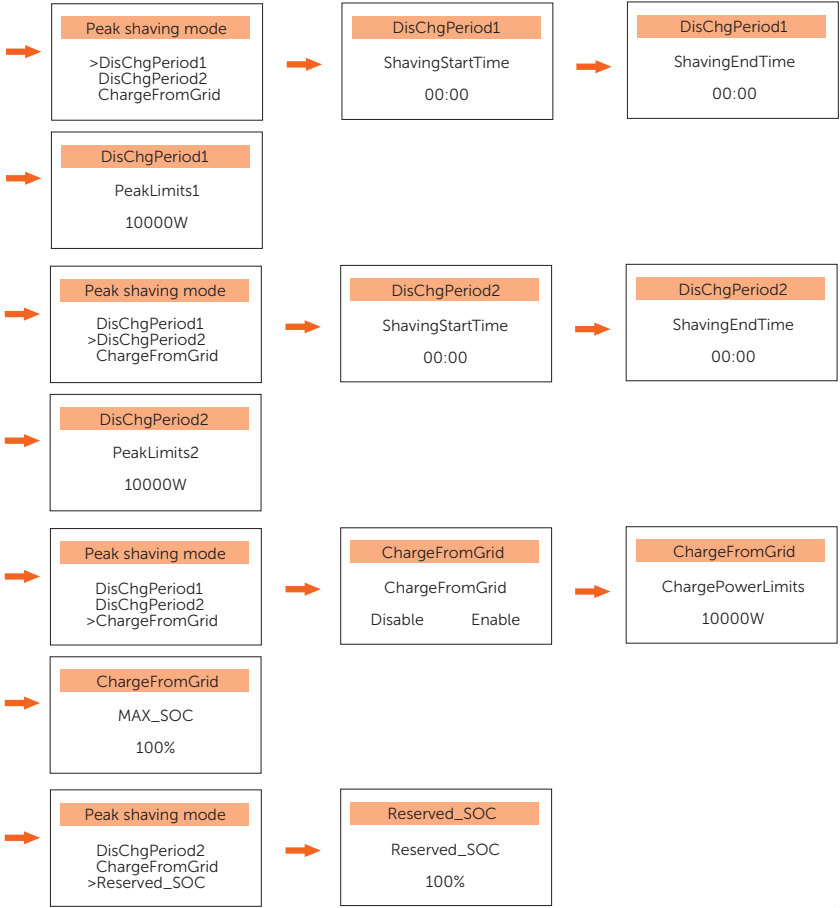 Peak shaving mode
>DisChgPeriod1
DisChgPeriod2
ChargeFromGrid
DisChgPeriod1
ShavingStartTime
00:00
DisChgPeriod1
ShavingEndTime
00:00
DisChgPeriod1
PeakLimits1
10000W
Peak shaving mode
DisChgPeriod1
>DisChgPeriod2
ChargeFromGrid
DisChgPeriod2
ShavingStartTime
00:00
DisChgPeriod2
ShavingEndTime
00:00
DisChgPeriod2
PeakLimits2
10000W
Peak shaving mode
DisChgPeriod1
DisChgPeriod2
>ChargeFromGrid
ChargeFromGrid
ChargeFromGrid
Disable Enable
ChargeFromGrid
ChargePowerLimits
10000W
ChargeFromGrid
MAX_SOC
100%
Peak shaving mode
DisChgPeriod2
ChargeFromGrid
>Reserved_SOC
Reserved_SOC
Reserved_SOC
100%